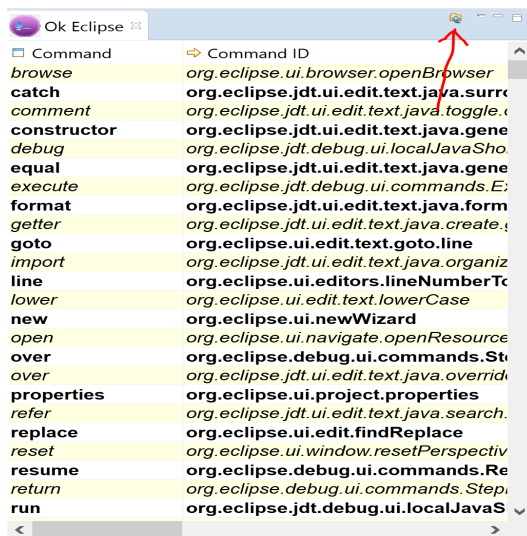 Ok Eclipse
Command Command ID
browse org.eclipse.ui.browser.openBrowser
catch org.eclipse.jdt.ui.edit.text.java.surro
comment org.eclipse.jdt.ui.edit.text.java.toggle.c
constructor org.eclipse.jdt.ui.edit.text.java.gene
debug org.eclipse.jdt.debug.ui.localJavaSho
equal org.eclipse.jdt.ui.edit.text.java.gene
execute org.eclipse.jdt.debug.ui.commands.Ex
format org.eclipse.jdt.ui.edit.text.java.form
getter org.eclipse.jdt.ui.edit.text.java.create.g
goto org.eclipse.ui.edit.text.goto.line
import org.eclipse.jdt.ui.edit.text.java.organiz
line org.eclipse.ui.editors.lineNumberTo
lower org.eclipse.ui.edit.text.lowerCase
new org.eclipse.ui.newWizard
open org.eclipse.ui.navigate.openResource
over org.eclipse.debug.ui.commands.Ste
over org.eclipse.jdt.ui.edit.text.java.override
properties org.eclipse.ui.project.properties
refer org.eclipse.jdt.ui.edit.text.java.search.
replace org.eclipse.ui.edit.findReplace
reset org.eclipse.ui.window.resetPerspectiv
resume org.eclipse.debug.ui.commands.Re
return org.eclipse.debug.ui.commands.Step
run org.eclipse.jdt.debug.ui.localJavaS